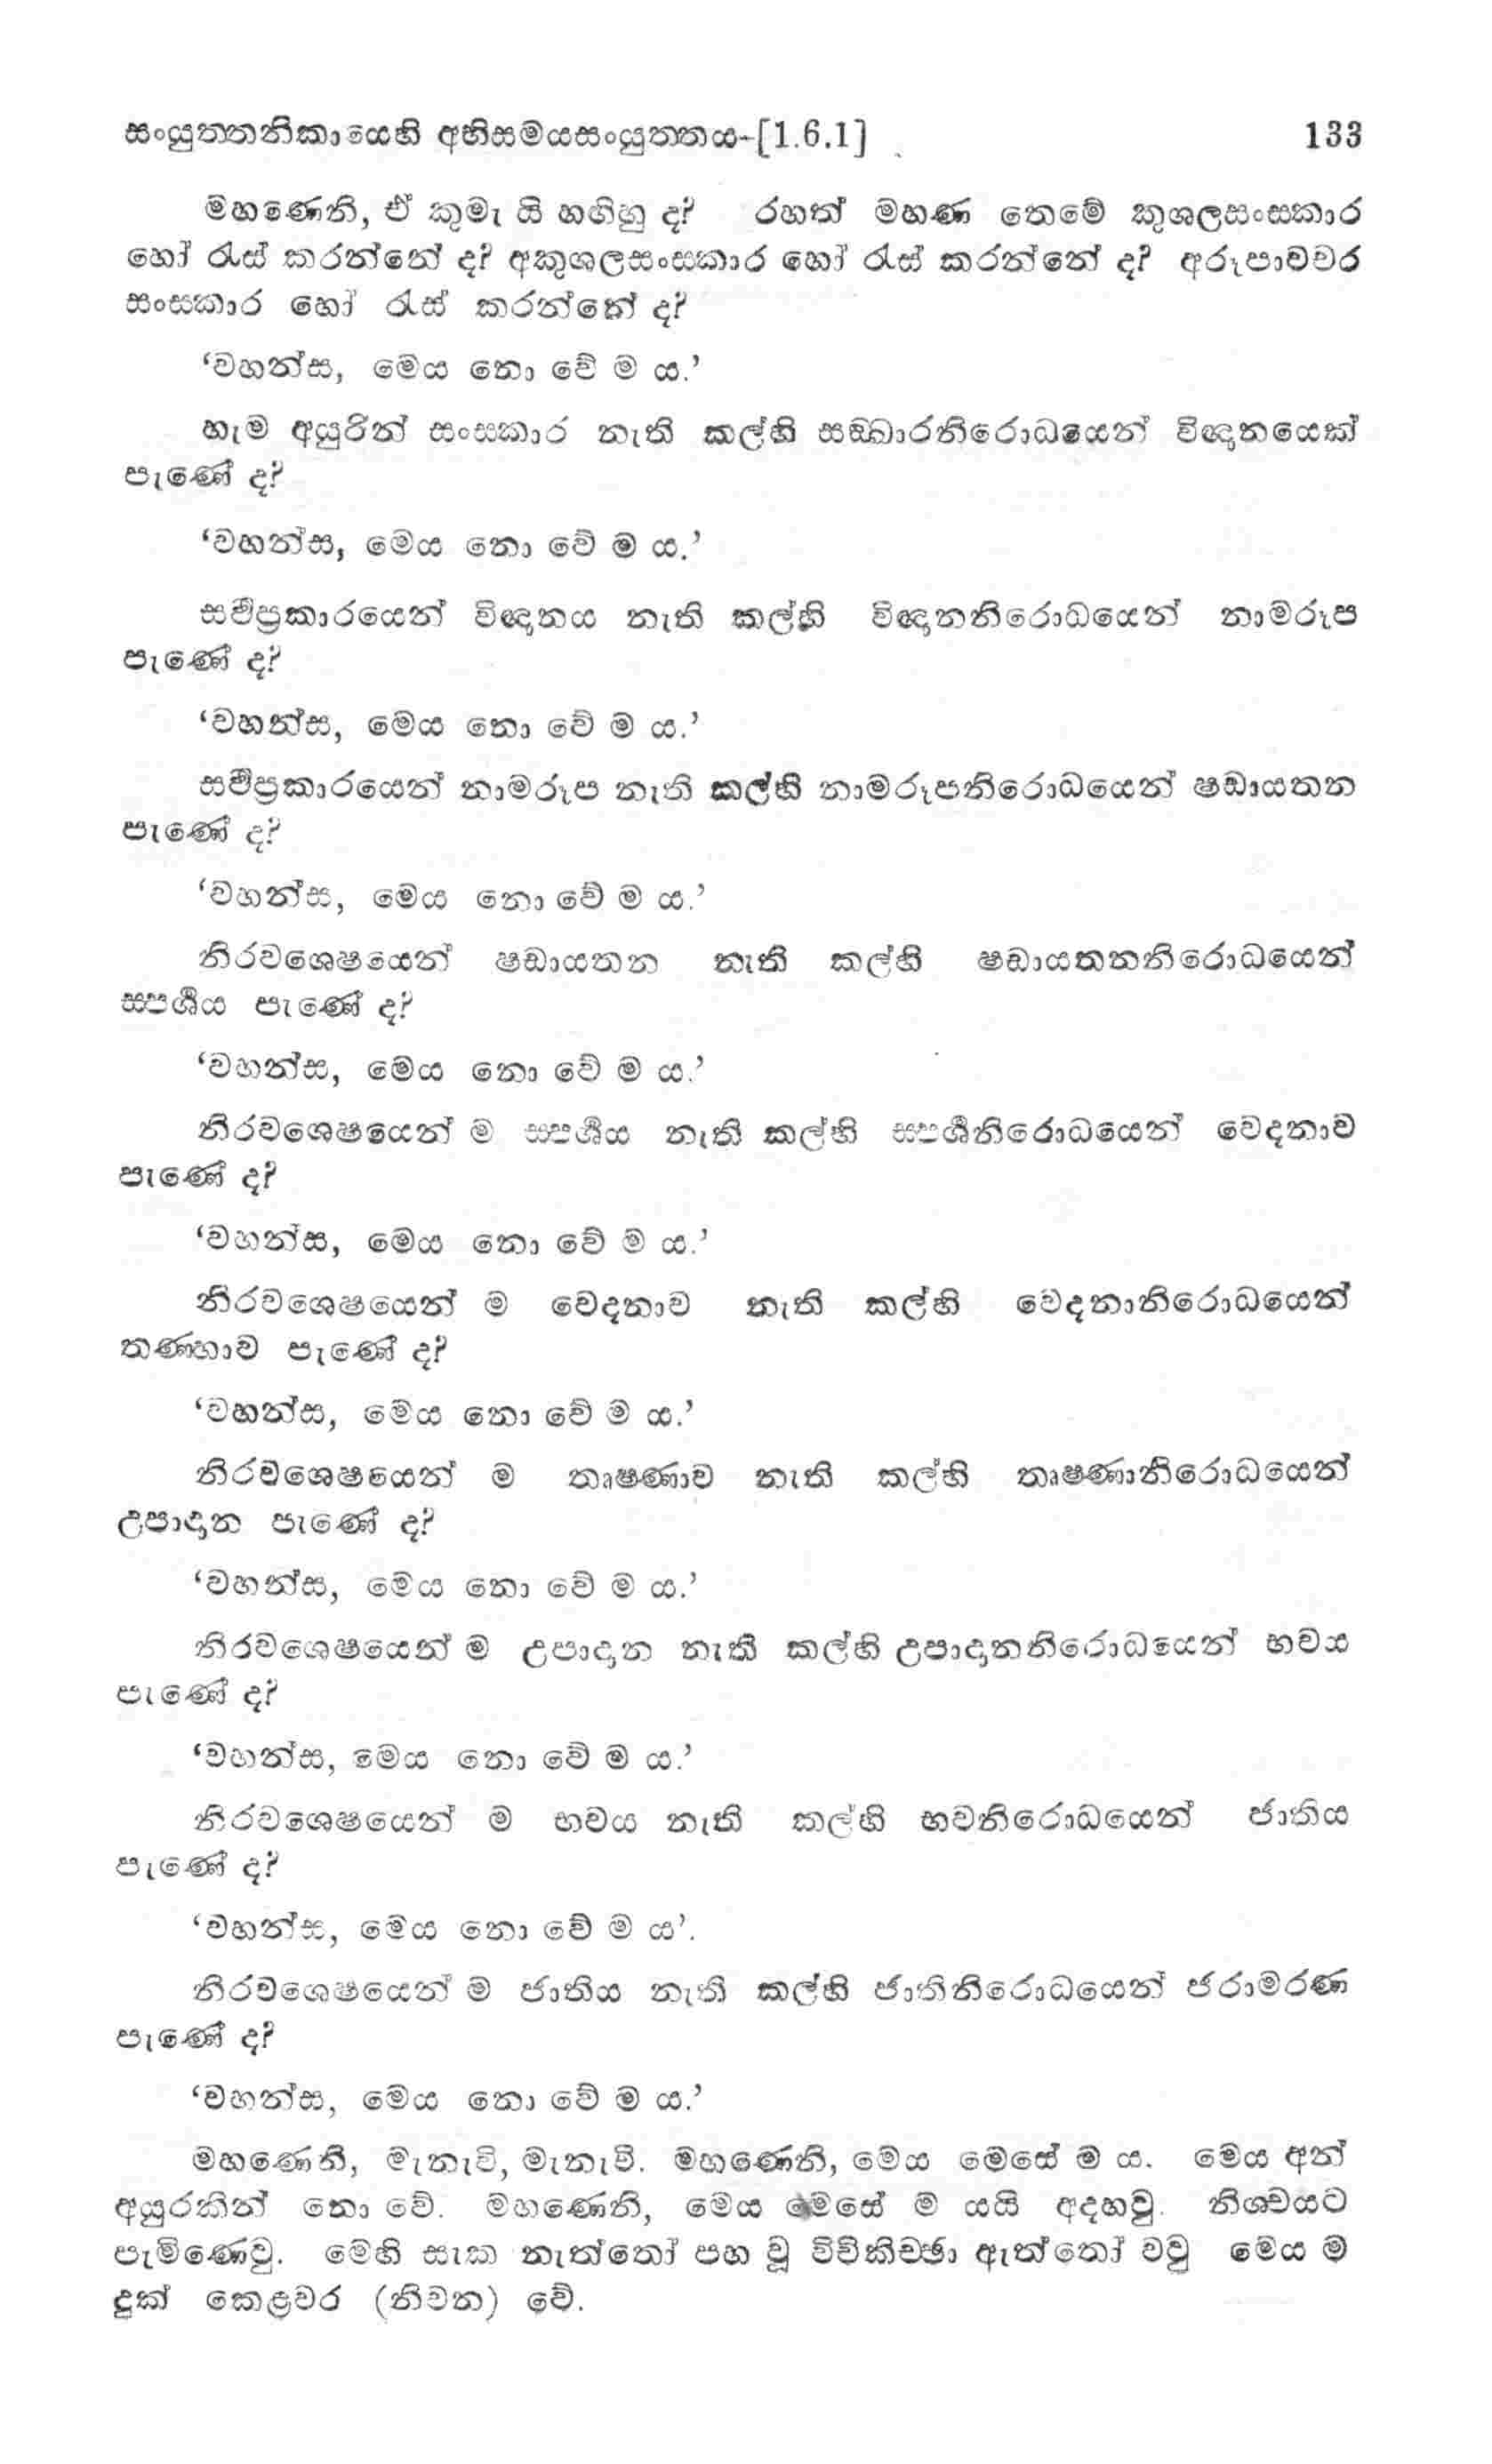 සංයුත්තනිකායෙහි අභිසමයසංයුත්තය-[1.6.1] 133
මහණෙනි, ඒ කුමැ යි හඟිහු ද? රහත් මහණ තෙමේ කුශලසංස්කාර
හෝ රැස් කරන්නේ ද? අකුශලසංස්කාර හෝ රැස් කරන්නේ ද? අරූපාවචර
සංස්කාර හෝ රැස් කරන්නේ ද?
‘වහන්ස, මෙය නො වේ ම ය.’
හැම අයුරින් සංස්කාර නැති කල්හි සඞ්ඛාරනිරොධයෙන් විඥානයෙක්
පැණේ ද?
‘වහන්ස, මෙය නො වේ ම ය.’
සර්වප්‍රකාරයෙන් විඥානය නැති කල්හි විඥානනිරොධයෙන් නාමරූප
පැණේ ද?
‘වහන්ස, මෙය නො වේ ම ය.’
සර්වප්‍රකාරයෙන් නාමරූප නැති කල්හි නාමරූපනිරොධයෙන් ෂඩායතන
පැණේ ද?
‘වහන්ස, මෙය නො වේ ම ය.’
නිරවශෙෂයෙන් ෂඩායතන නැති කල්හි ෂඩායතනනිරොධයෙන්
ස්පර්ශය පැණේ ද?
‘වහන්ස, මෙය නො වේ ම ය.’
නිරවශෙෂයෙන් ම ස්පර්ශය නැති කල්හි ස්පර්ශනිරොධයෙන් වෙදනාව
පැණේ ද?
‘වහන්ස, මෙය නො වේ ම ය.’
නිරවශෙෂයෙන් ම වෙදනාව නැති කල්හි වෙදනානිරොධයෙන්
තණ්හාව පැණේ ද?
‘වහන්ස, මෙය නො වේ ම ය.’
නිරවශෙෂයෙන් ම තෘෂ්ණාව නැති කල්හි තෘෂ්ණානිරොධයෙන්
උපාදාන පැණේ ද?
‘වහන්ස, මෙය නො වේ ම ය.’
නිරවශෙෂයෙන් ම උපාදාන නැති කල්හි උපාදානනිරොධයෙන් භවය
පැණේ ද?
‘වහන්ස, මෙය නො වේ ම ය.’
නිරවශෙෂයෙන් ම භවය නැති කල්හි භවනිරොධයෙන් ජාතිය
පැණේ ද?
‘වහන්ස, මෙය නො වේ ම ය’.
නිරවශෙෂයෙන් ම ජාතිය නැති කල්හි ජාතිනිරොධයෙන් ජරාමරණ
පැණේ ද?
‘වහන්ස, මෙය නො වේ ම ය.’
මහණෙනි, මැනැවි, මැනැවි. මහණෙනි, මෙය මෙසේ ම ය. මෙය අන්
අයුරකින් නො වේ. මහණෙනි, මෙය මෙසේ ම යයි අදහවු. නිශ්චයට
පැමිණෙවු. මෙහි සැක නැත්තෝ පහ වූ විචිකිච්ඡා ඇත්තෝ වවු මෙය ම
දුක් කෙළවර (නිවන) වේ.